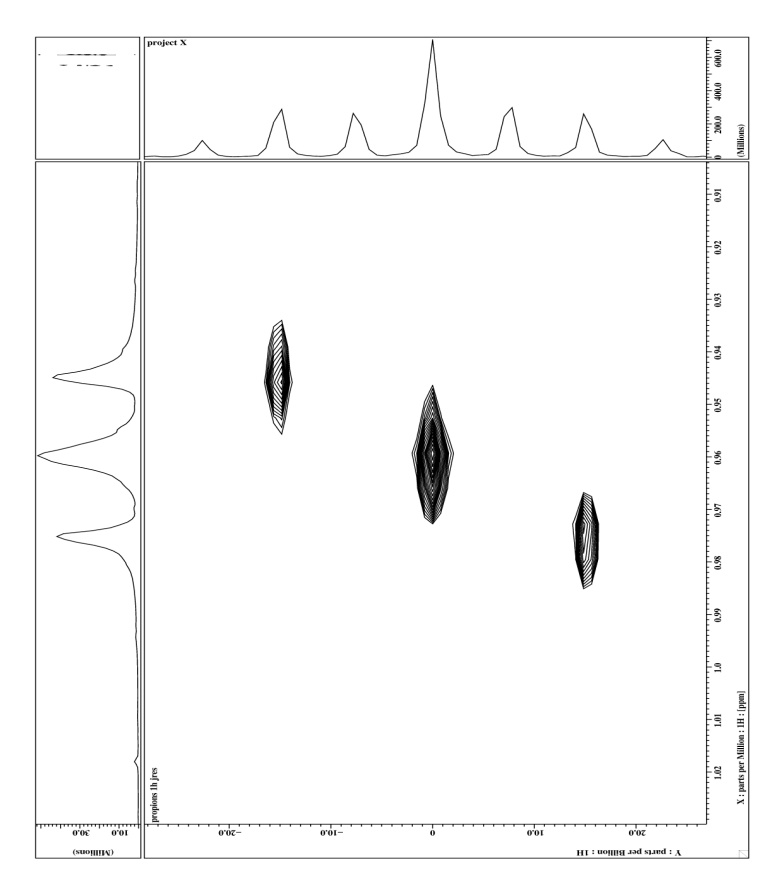 project X
(Millions)
0 200.0 400.0 600.0
propions 1h jres
0.91
0.92
0.93
0.94
0.95
0.96
0.97
0.98
0.99
1.0
1.01
1.02
X : parts per Million : 1H : [ppm]
10.0 30.0
(Millions)
-20.0 -10.0 0 10.0 20.0
Y : parts per Billion : 1H